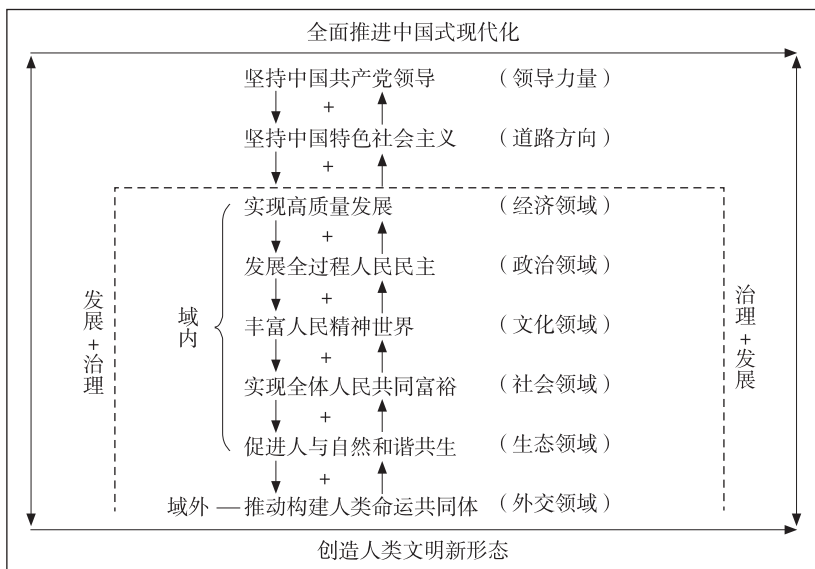 全面推进中国式现代化
坚持中国共产党领导 （领导力量）
+
坚持中国特色社会主义 （道路方向）
+
实现高质量发展 （经济领域）
+
发展全过程人民民主 （政治领域）
+
丰富人民精神世界 （文化领域）
+
实现全体人民共同富裕 （社会领域）
+
促进人与自然和谐共生 （生态领域）
+
域外 — 推动构建人类命运共同体 （外交领域）
域内
发展+治理
治理+发展
创造人类文明新形态